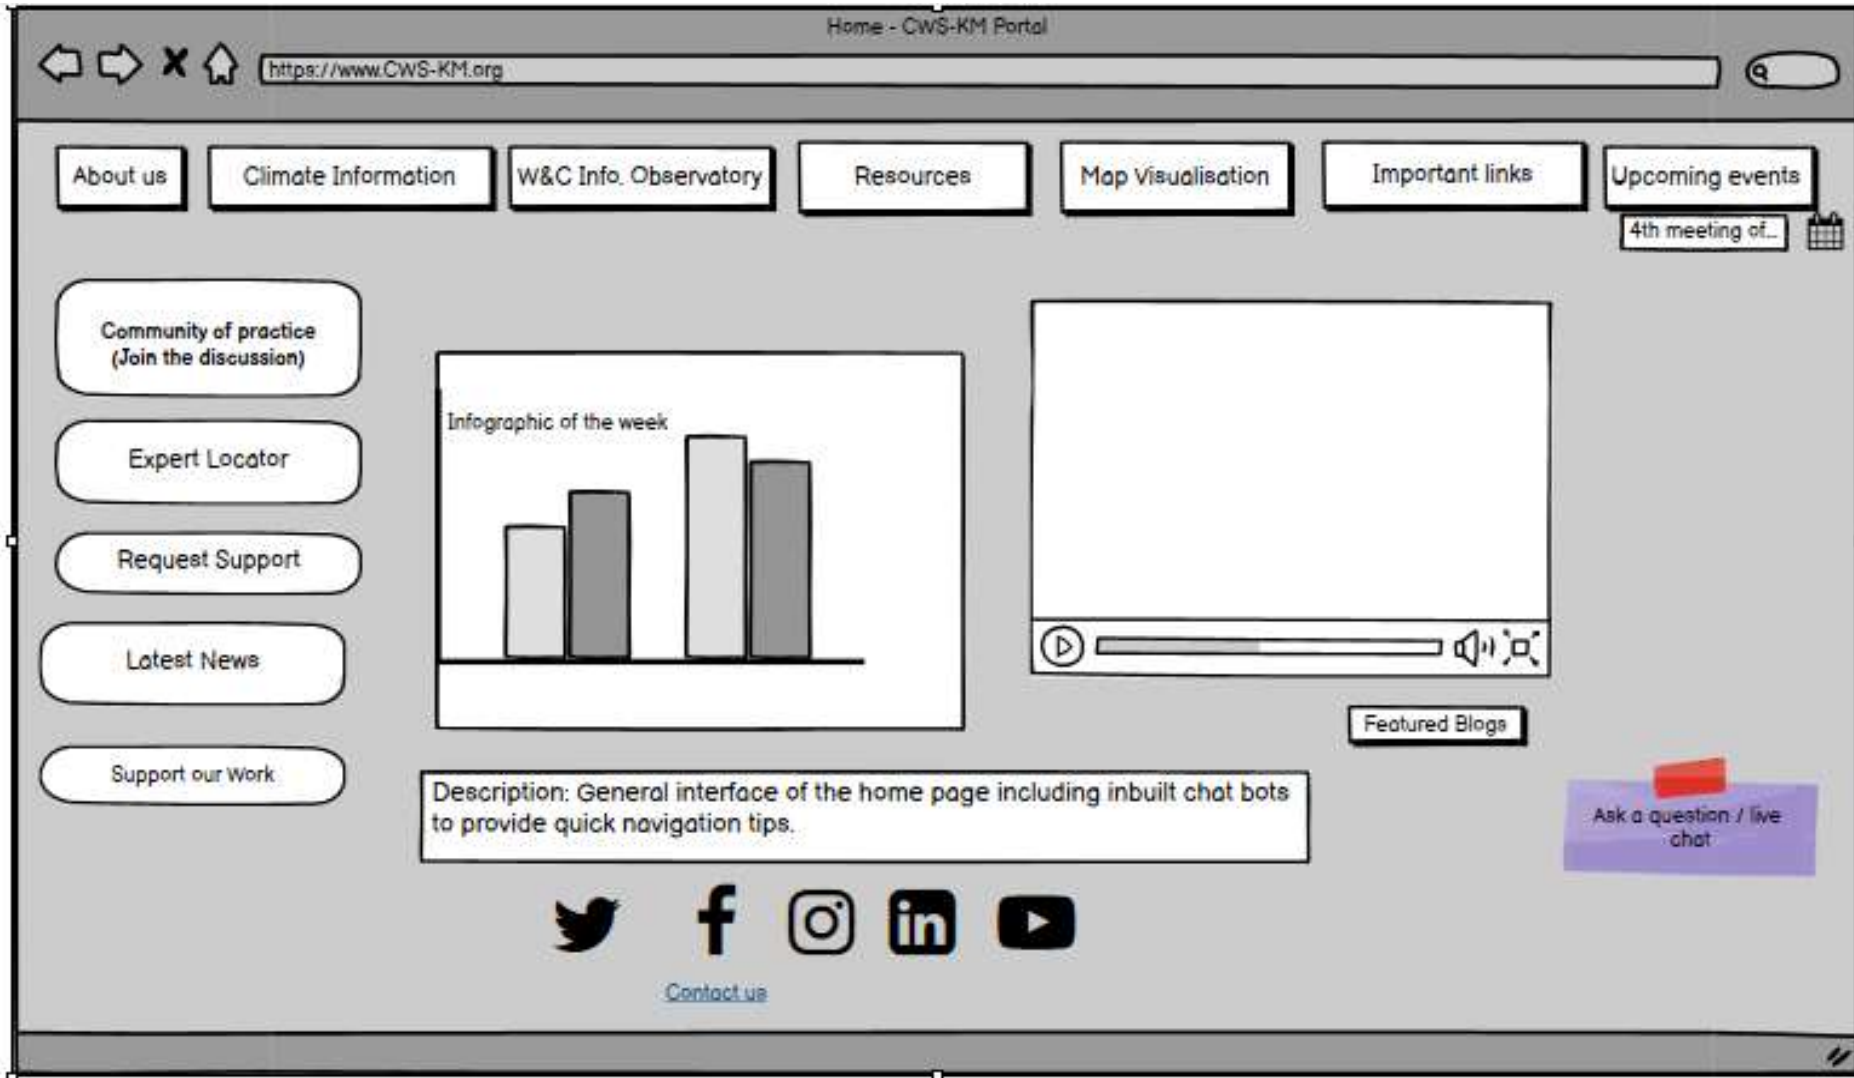 Home - CWS-KM Portal
https://www.CWS-KM.org
About us
Climate Information
W&C Info. Observatory
Resources
Map Visualisation
Important links
Upcoming events
4th meeting of...
Community of practice
(Join the discussion)
Expert Locator
Request Support
Latest News
Support our Work
Infographic of the week
Featured Blogs
Description: General interface of the home page including inbuilt chat bots
to provide quick navigation tips.
Ask a question / live
chat
Contact us